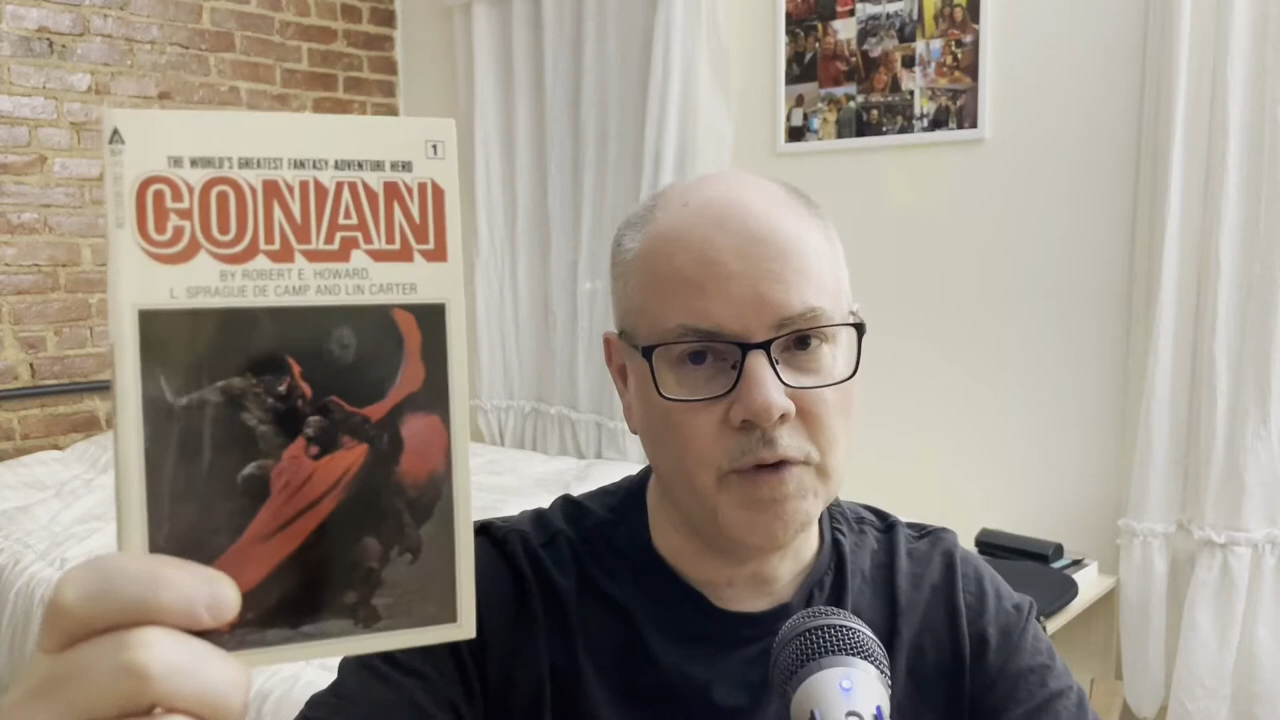 1
THE WORLD'S GREATEST FANTASY-ADVENTURE HERO
CONAN
BY ROBERT E. HOWARD,
L. SPRAGUE DE CAMP AND LIN CARTER